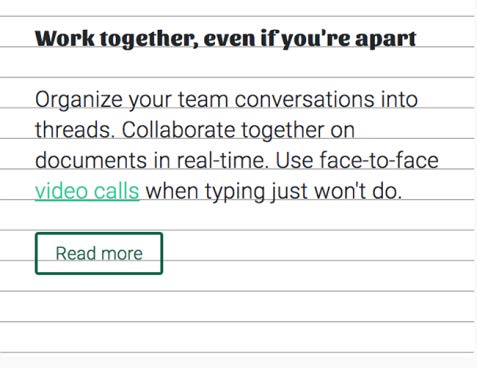 Work together, even if you're apart
Organize your team conversations into
threads. Collaborate together on
documents in real-time. Use face-to-face
video calls when typing just won't do.
Read more